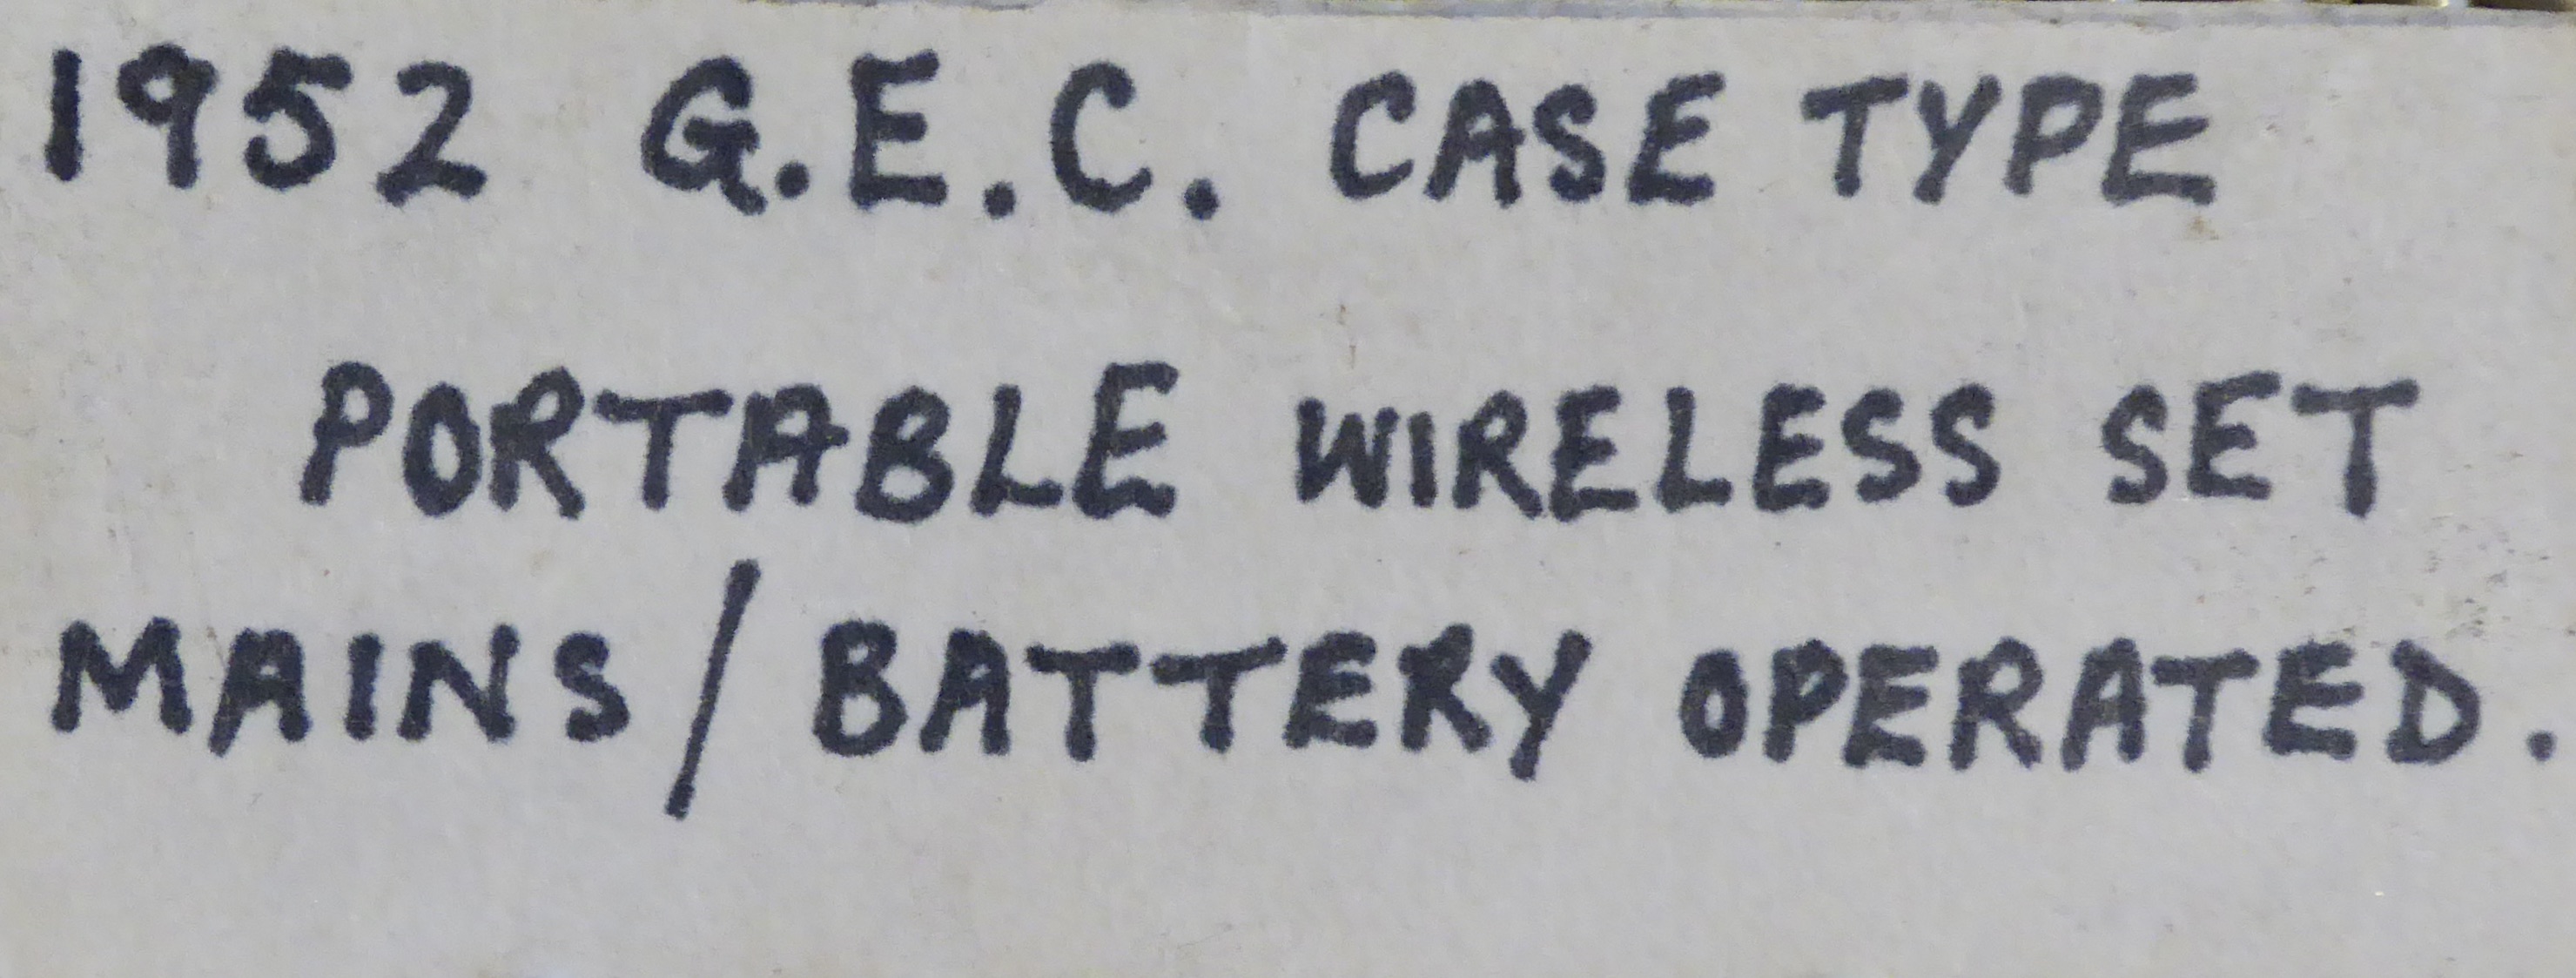 1952 G.E.C. CASE TYPE
PORTABLE WIRELESS SET
MAINS/BATTERY OPERATED.